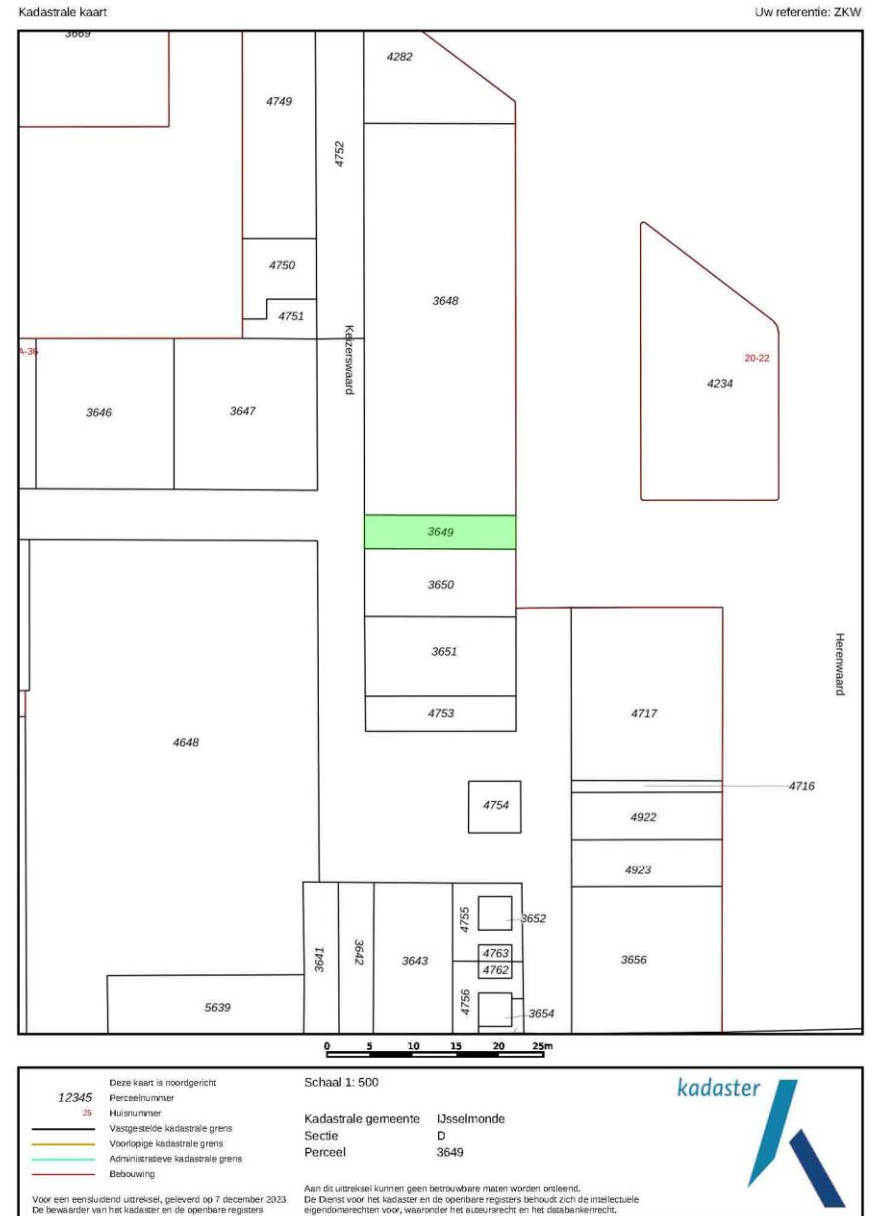 Kadastrale kaart
Uw referentie: ZKW
3669
4282
4749
4752
4750
3648
4751
Keizerswaard
A-36
20-22
4234
3646
3647
3649
3650
3651
Herenwaard
4753
4717
4648
4716
4754
4922
4923
4755
3652
3641
3642
3643
4763
4762
3656
4756
5639
3654
0 5 10 15 20 25m
Deze kaart is noordgericht
12345 Perceelnummer
25 Huisnummer
Vastgestelde kadastrale grens
Voorlopige kadastrale grens
Administratieve kadastrale grens
Bebouwing
Voor een eensluidend uittreksel, geleverd op 7 december 2023
De bewaarder van het kadaster en de openbare registers
Schaal 1: 500
Kadastrale gemeente IJsselmonde
Sectie D
Perceel 3649
Aan dit uittreksel kunnen geen betrouwbare maten worden ontleend.
De Dienst voor het kadaster en de openbare registers behoudt zich de intellectuele
eigendomsrechten voor, waaronder het auteursrecht en het databankenrecht.
kadaster